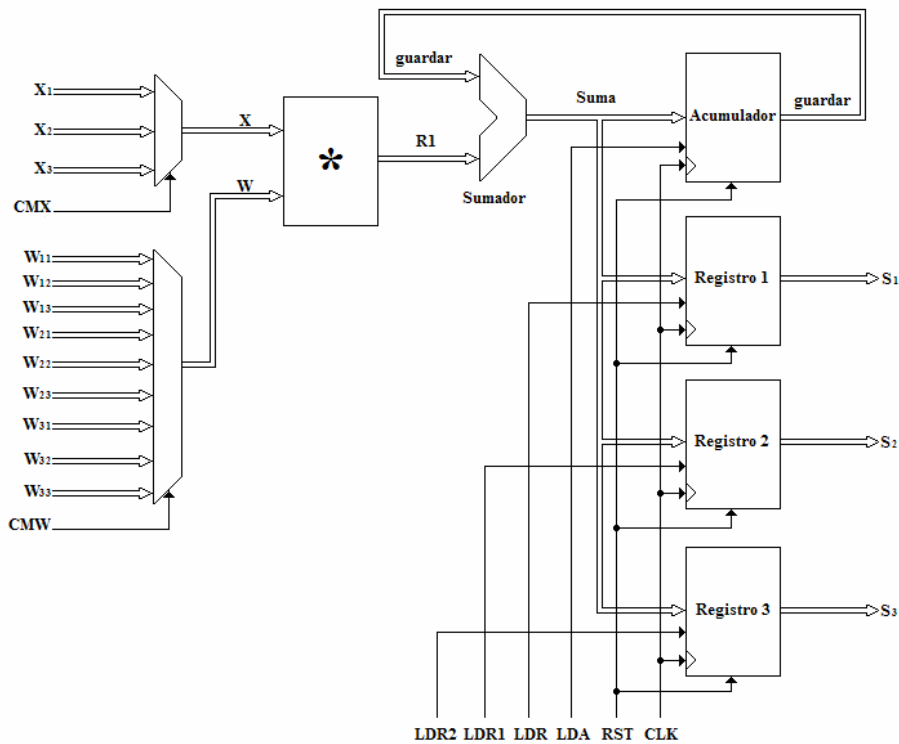 guardar
X1
X2
X3
CMX
X
W
*
R1
Sumador
Suma
Acumulador
guardar
W11
W12
W13
W21
W22
W23
W31
W32
W33
CMW
Registro 1
S1
Registro 2
S2
Registro 3
S3
LDR2 LDR1 LDR LDA RST CLK